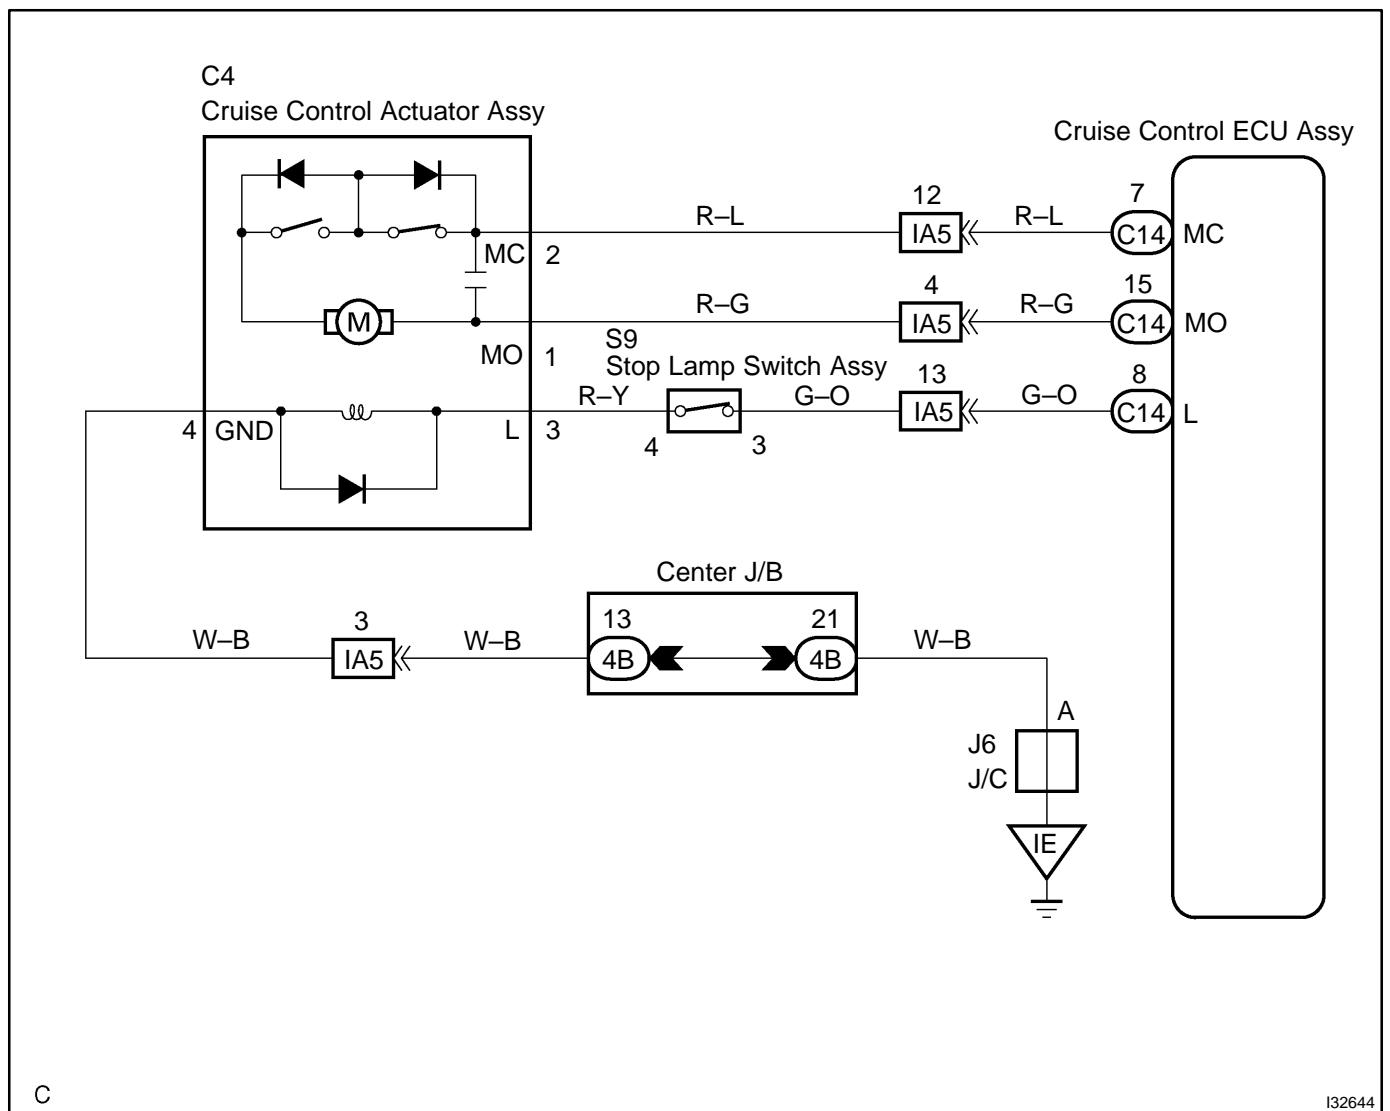 C4
Cruise Control Actuator Assy
Cruise Control ECU Assy
R–L
12
IA5
R–L
7
C14
MC
MC
2
R–G
4
IA5
R–G
15
C14
MO
M
MO
1
S9
Stop Lamp Switch Assy
R–Y
4
3
G–O
13
IA5
G–O
8
C14
L
4
GND
L
3
Center J/B
W–B
3
IA5
W–B
13
4B
21
4B
W–B
A
J6
J/C
IE
C
I32644